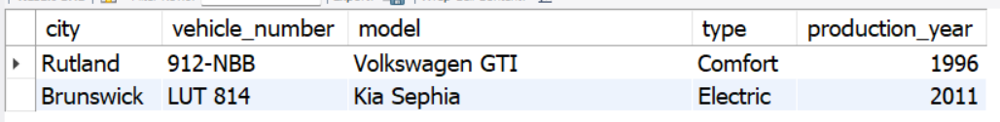 city vehicle_number model type production_year
Rutland 912-NBB Volkswagen GTI Comfort 1996
Brunswick LUT 814 Kia Sephia Electric 2011